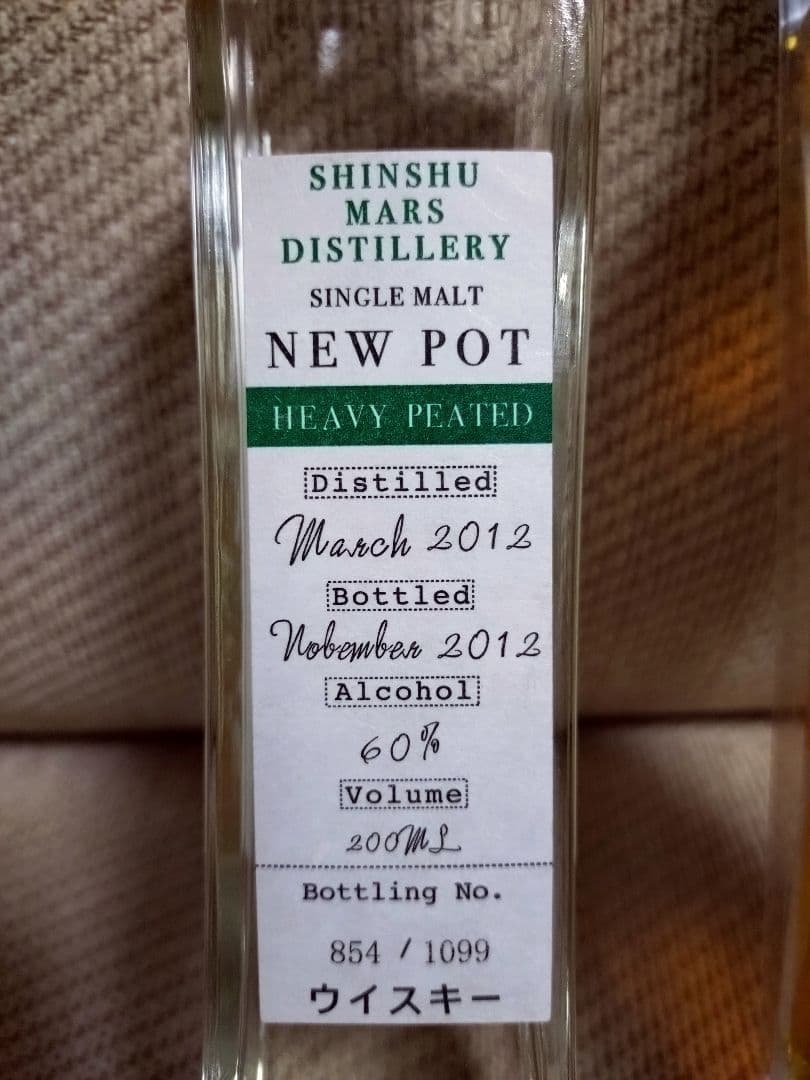 SHINSHU
MARS
DISTILLERY
SINGLE MALT
NEW POT
HEAVY PEATED
Distilled
March 2012
Bottled
Nobember 2012
Alcohol
60%
Volume
200ML
Bottling No.
854 / 1099
ウイスキー